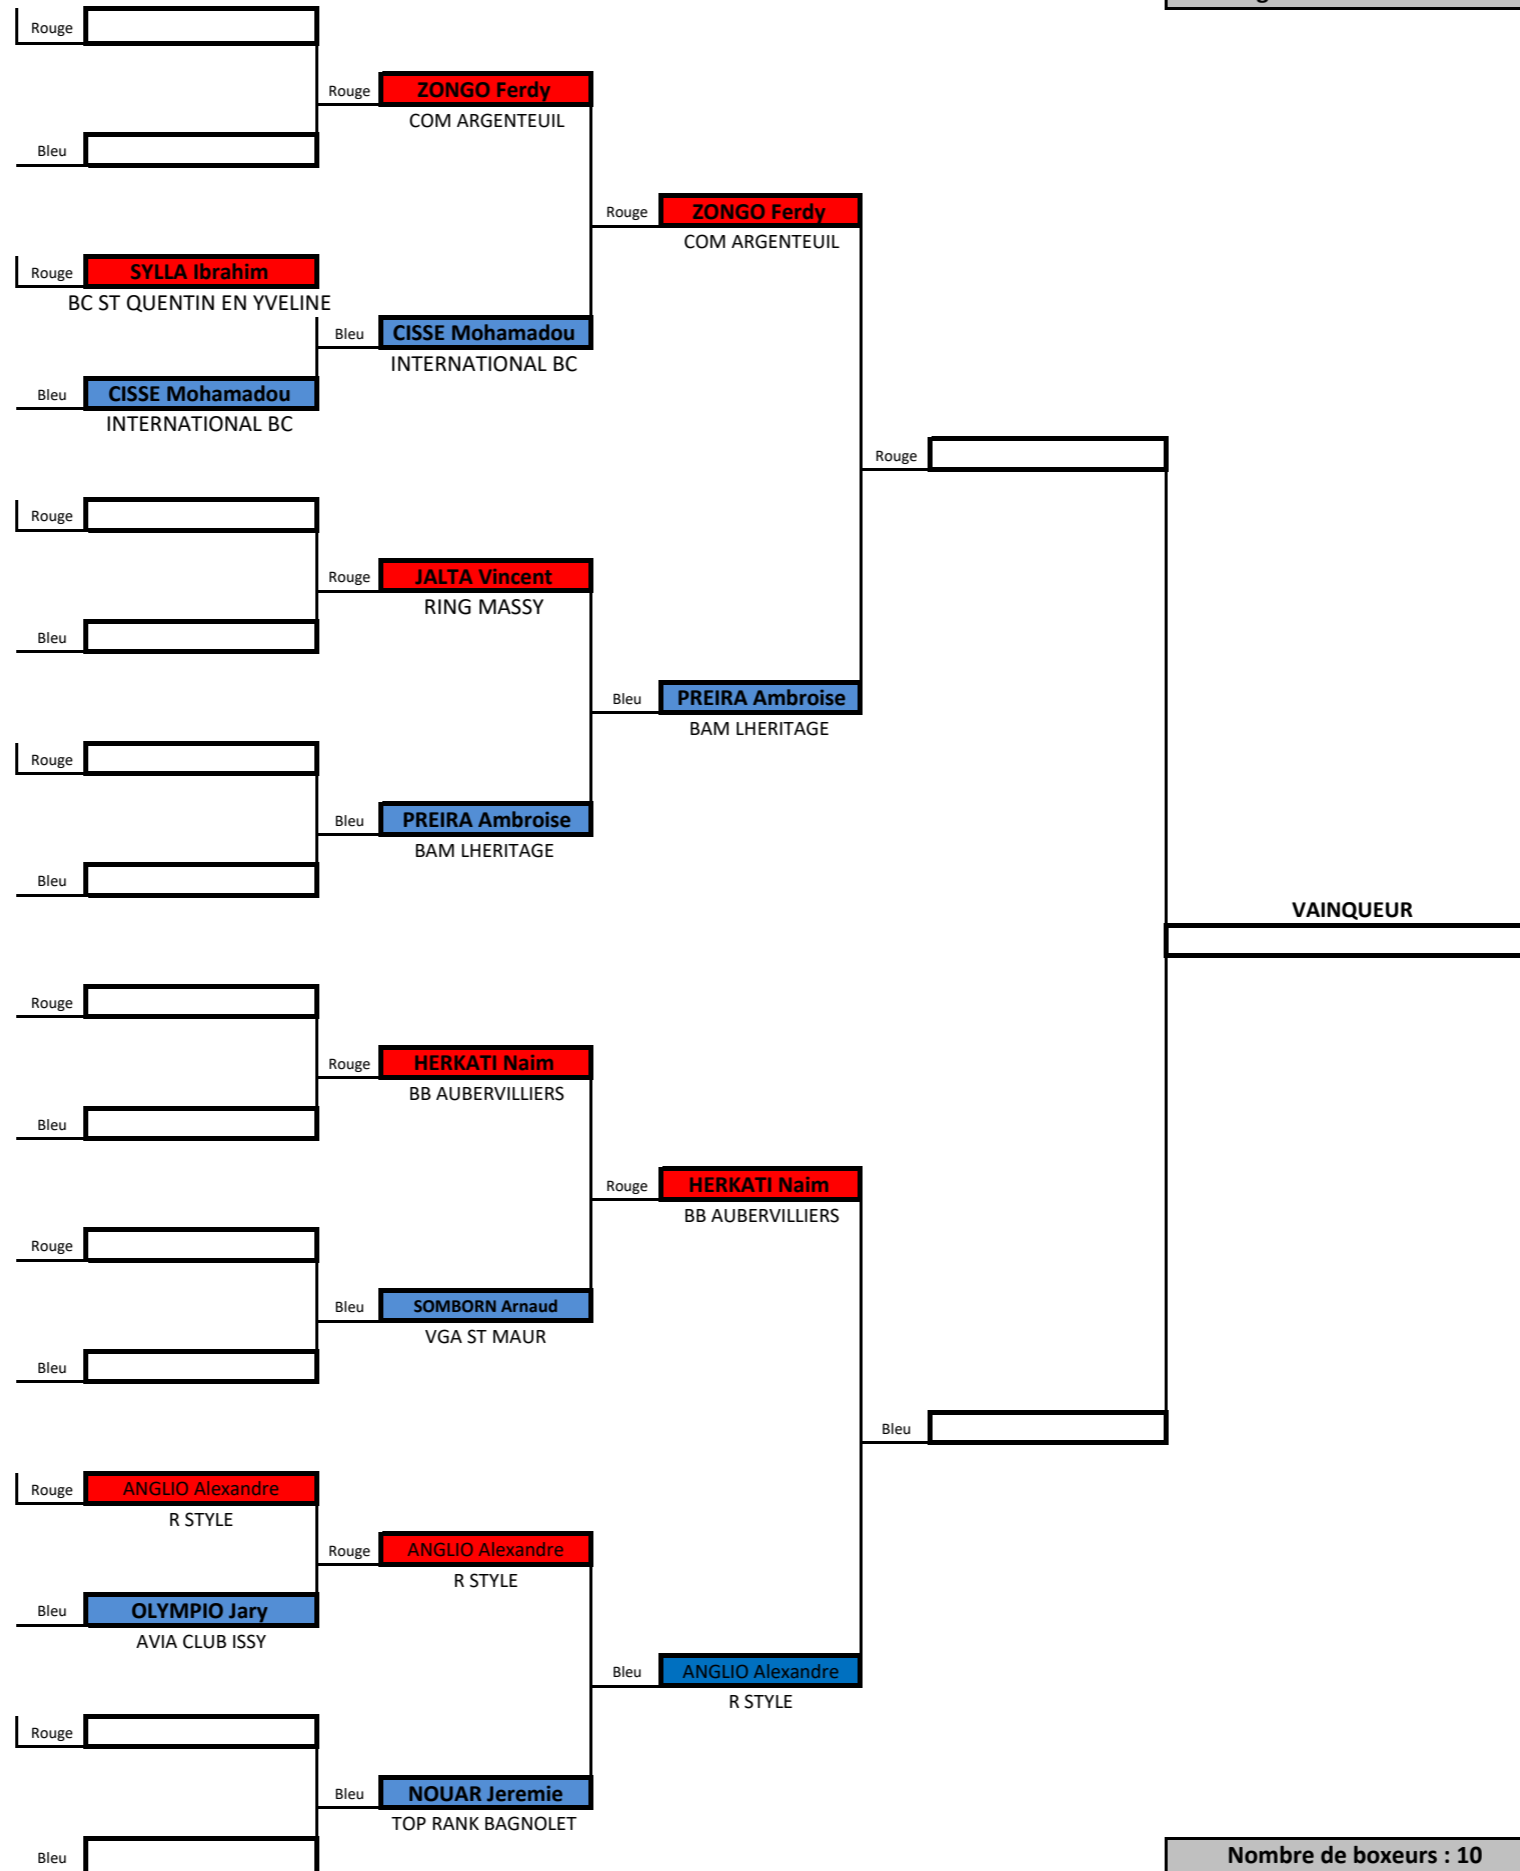 Rouge
Rouge
ZONGO Ferdy
COM ARGENTEUIL
Bleu
Rouge
ZONGO Ferdy
COM ARGENTEUIL
Rouge
SYLLA Ibrahim
BC ST QUENTIN EN YVELINE
Bleu
CISSE Mohamadou
INTERNATIONAL BC
Bleu
CISSE Mohamadou
INTERNATIONAL BC
Rouge
Rouge
Rouge
JALTA Vincent
RING MASSY
Bleu
Bleu
PREIRA Ambroise
BAM LHERITAGE
Rouge
Bleu
PREIRA Ambroise
BAM LHERITAGE
Bleu
VAINQUEUR
Rouge
Rouge
HERKATI Naim
BB AUBERVILLIERS
Bleu
Rouge
HERKATI Naim
BB AUBERVILLIERS
Rouge
Bleu
SOMBORN Arnaud
VGA ST MAUR
Bleu
Bleu
Rouge
ANGLIO Alexandre
R STYLE
Rouge
ANGLIO Alexandre
R STYLE
Bleu
OLYMPIO Jary
AVIA CLUB ISSY
Bleu
ANGLIO Alexandre
R STYLE
Rouge
Bleu
NOUAR Jeremie
TOP RANK BAGNOLET
Bleu
Nombre de boxeurs : 10